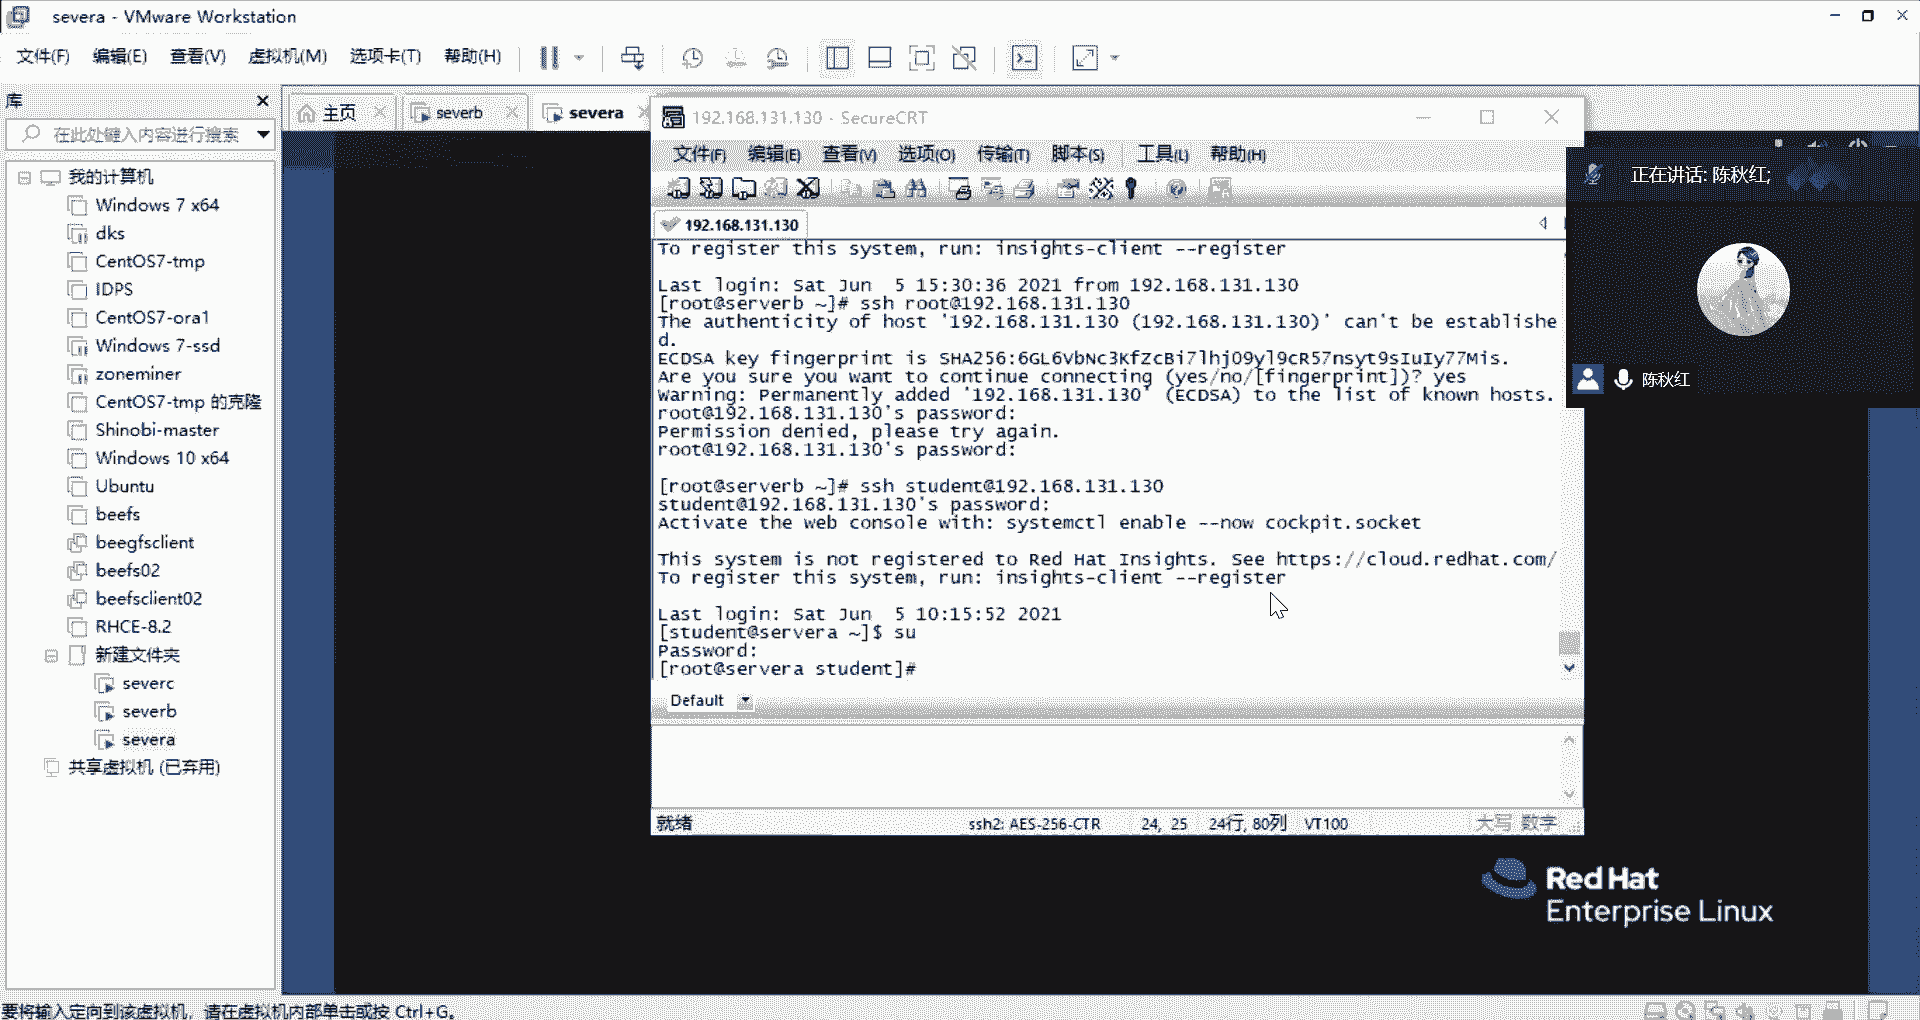 severa - VMware Workstation
文件(F) 编辑(E) 查看(V) 虚拟机(M) 选项卡(T) 帮助(H)
库
在此处键入内容进行搜索
我的计算机
Windows 7 x64
dks
CentOS7-tmp
IDPS
CentOS7-ora1
Windows 7-ssd
zoneminer
CentOS7-tmp 的克隆
Shinobi-master
Windows 10 x64
Ubuntu
beefs
beegfsclient
beefs02
beefsclient02
RHCE-8.2
新建文件夹
severc
severb
severa
共享虚拟机 (已弃用)
主页 severb severa
192.168.131.130 - SecureCRT
文件(F) 编辑(E) 查看(V) 选项(O) 传输(T) 脚本(S) 工具(L) 帮助(H)
192.168.131.130
To register this system, run: insights-client --register
Last login: Sat Jun  5 15:30:36 2021 from 192.168.131.130
[root@serverb ~]# ssh root@192.168.131.130
The authenticity of host '192.168.131.130 (192.168.131.130)' can't be establishe
d.
ECDSA key fingerprint is SHA256:6GL6VbNc3KfZcBi7lhj09yl9cR57nsyt9sIuIy77Mis.
Are you sure you want to continue connecting (yes/no/[fingerprint])? yes
Warning: Permanently added '192.168.131.130' (ECDSA) to the list of known hosts.
root@192.168.131.130's password:
Permission denied, please try again.
root@192.168.131.130's password:
[root@serverb ~]# ssh student@192.168.131.130
student@192.168.131.130's password:
Activate the web console with: systemctl enable --now cockpit.socket
This system is not registered to Red Hat Insights. See https://cloud.redhat.com/
To register this system, run: insights-client --register
Last login: Sat Jun  5 10:15:52 2021
[student@servera ~]$ su
Password:
[root@servera student]#
Default
就绪 ssh2: AES-256-CTR 24, 25 24行, 80列 VT100 大写 数字
正在讲话: 陈秋红;
陈秋红
Red Hat
Enterprise Linux
要将输入定向到该虚拟机，请在虚拟机内部单击或按 Ctrl+G。